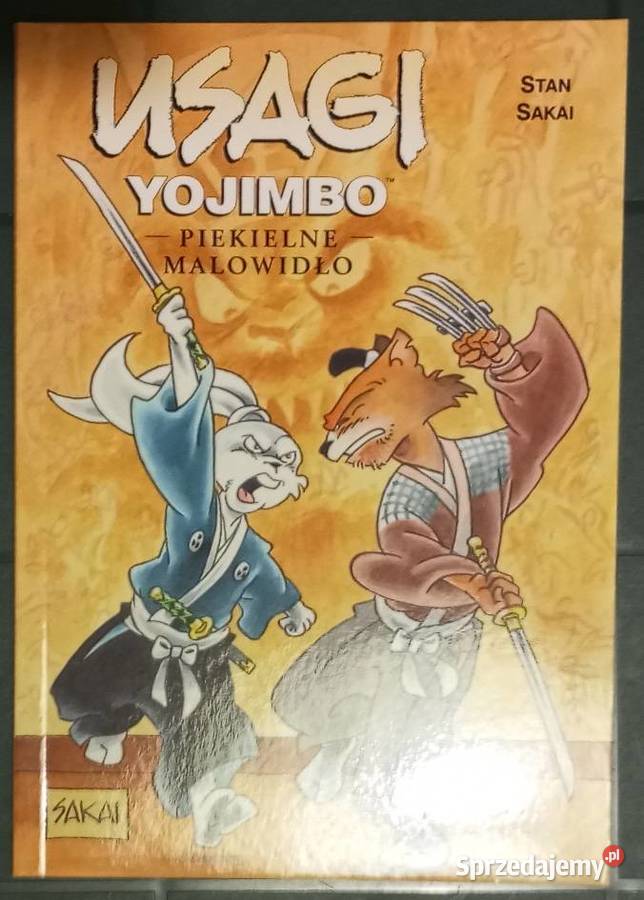 USAGI
YOJIMBO™
STAN
SAKAI
— PIEKIELNE —
MALOWIDŁO
SAKAI
Sprzedajemy.pl